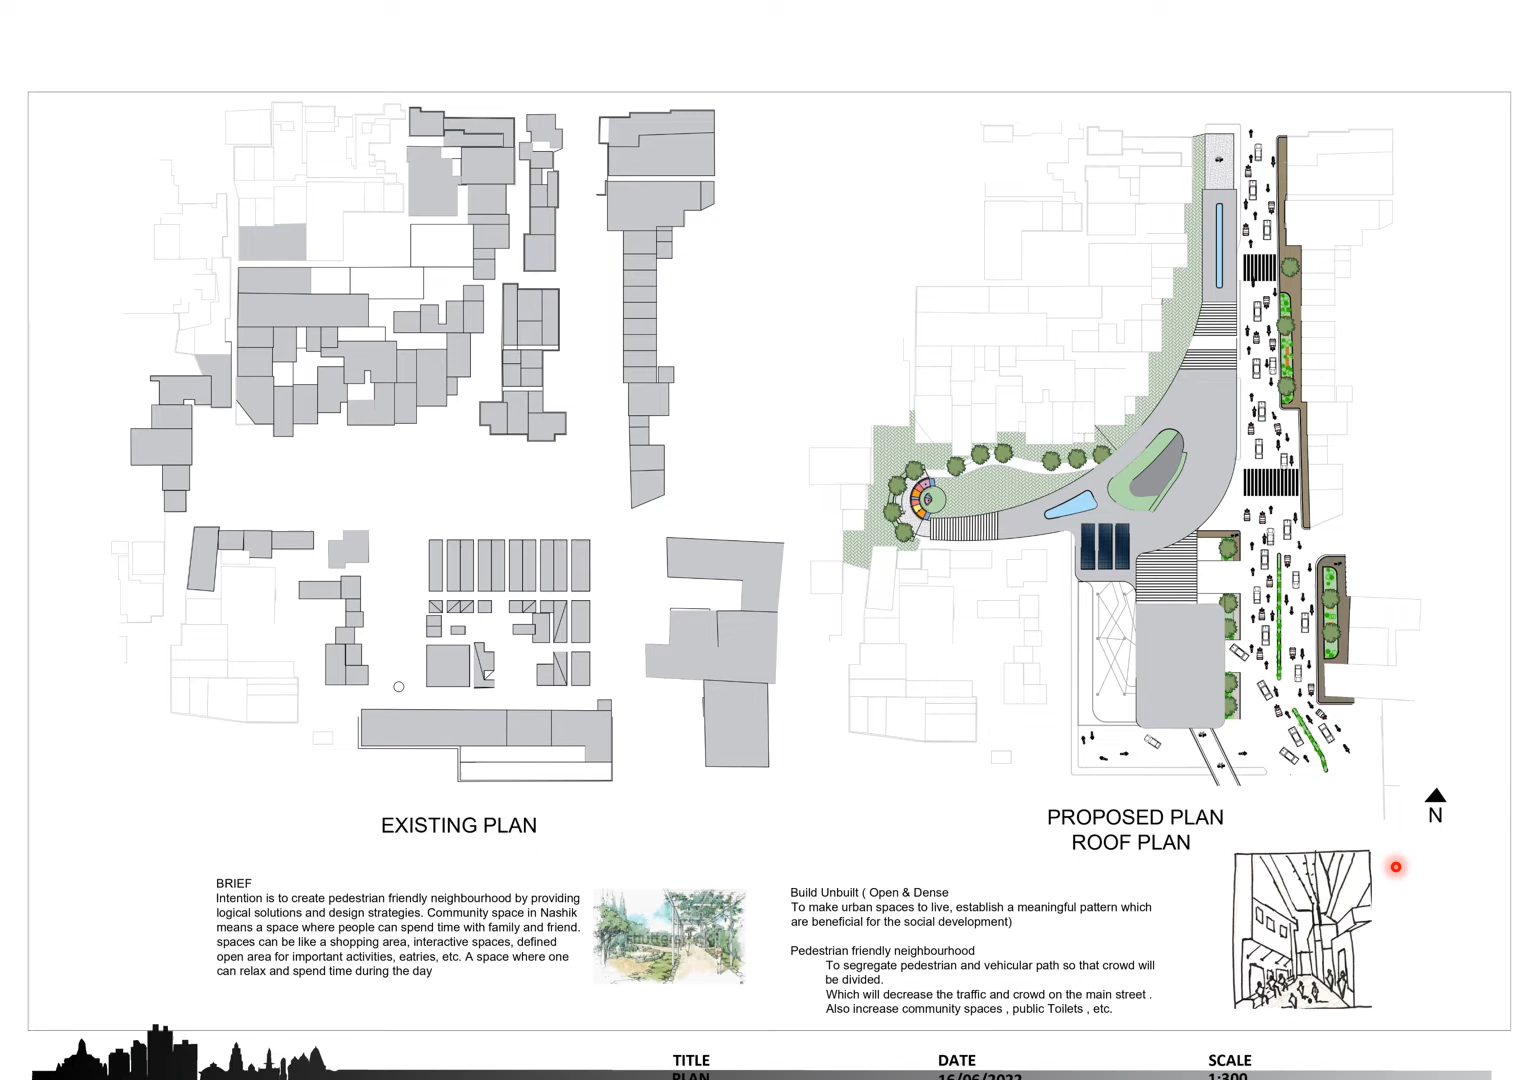 EXISTING PLAN
PROPOSED PLAN
ROOF PLAN
N
BRIEF
Intention is to create pedestrian friendly neighbourhood by providing
logical solutions and design strategies. Community space in Nashik
means a space where people can spend time with family and friend.
spaces can be like a shopping area, interactive spaces, defined
open area for important activities, eatries, etc. A space where one
can relax and spend time during the day
Build Unbuilt ( Open & Dense
To make urban spaces to live, establish a meaningful pattern which
are beneficial for the social development)
Pedestrian friendly neighbourhood
To segregate pedestrian and vehicular path so that crowd will
be divided.
Which will decrease the traffic and crowd on the main street .
Also increase community spaces , public Toilets , etc.
TITLE DATE SCALE
PLAN 16/06/2022 1:300